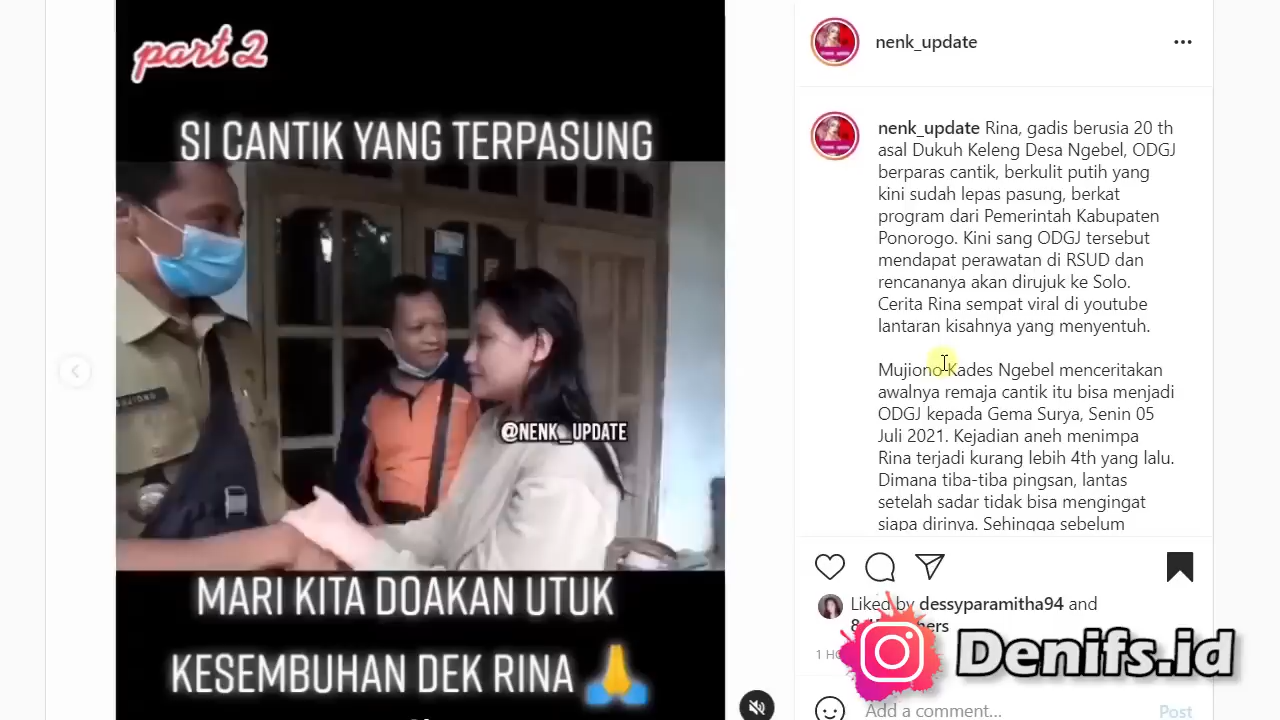 part 2
SI CANTIK YANG TERPASUNG
@NENK_UPDATE
MARI KITA DOAKAN UTUK
KESEMBUHAN DEK RINA
nenk_update
nenk_update Rina, gadis berusia 20 th
asal Dukuh Keleng Desa Ngebel, ODGJ
berparas cantik, berkulit putih yang
kini sudah lepas pasung, berkat
program dari Pemerintah Kabupaten
Ponorogo. Kini sang ODGJ tersebut
mendapat perawatan di RSUD dan
rencananya akan dirujuk ke Solo.
Cerita Rina sempat viral di youtube
lantaran kisahnya yang menyentuh.
Mujiono Kades Ngebel menceritakan
awalnya remaja cantik itu bisa menjadi
ODGJ kepada Gema Surya, Senin 05
Juli 2021. Kejadian aneh menimpa
Rina terjadi kurang lebih 4th yang lalu.
Dimana tiba-tiba pingsan, lantas
setelah sadar tidak bisa mengingat
siapa dirinya. Sehingga sebelum
Liked by dessyparamitha94 and
Denifs.id
Add a comment...
Post